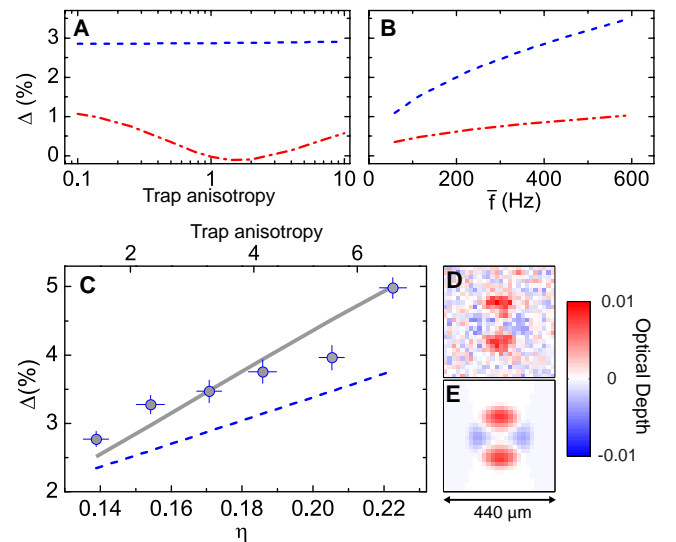 A
B
Δ (%)
3
2
1
0
0.1
1
10
Trap anisotropy
0
200
400
600
f̄ (Hz)
Trap anisotropy
2
4
6
C
Δ(%)
5
4
3
2
0.14
0.16
0.18
0.20
0.22
η
D
E
0.01
0
-0.01
Optical Depth
440 µm